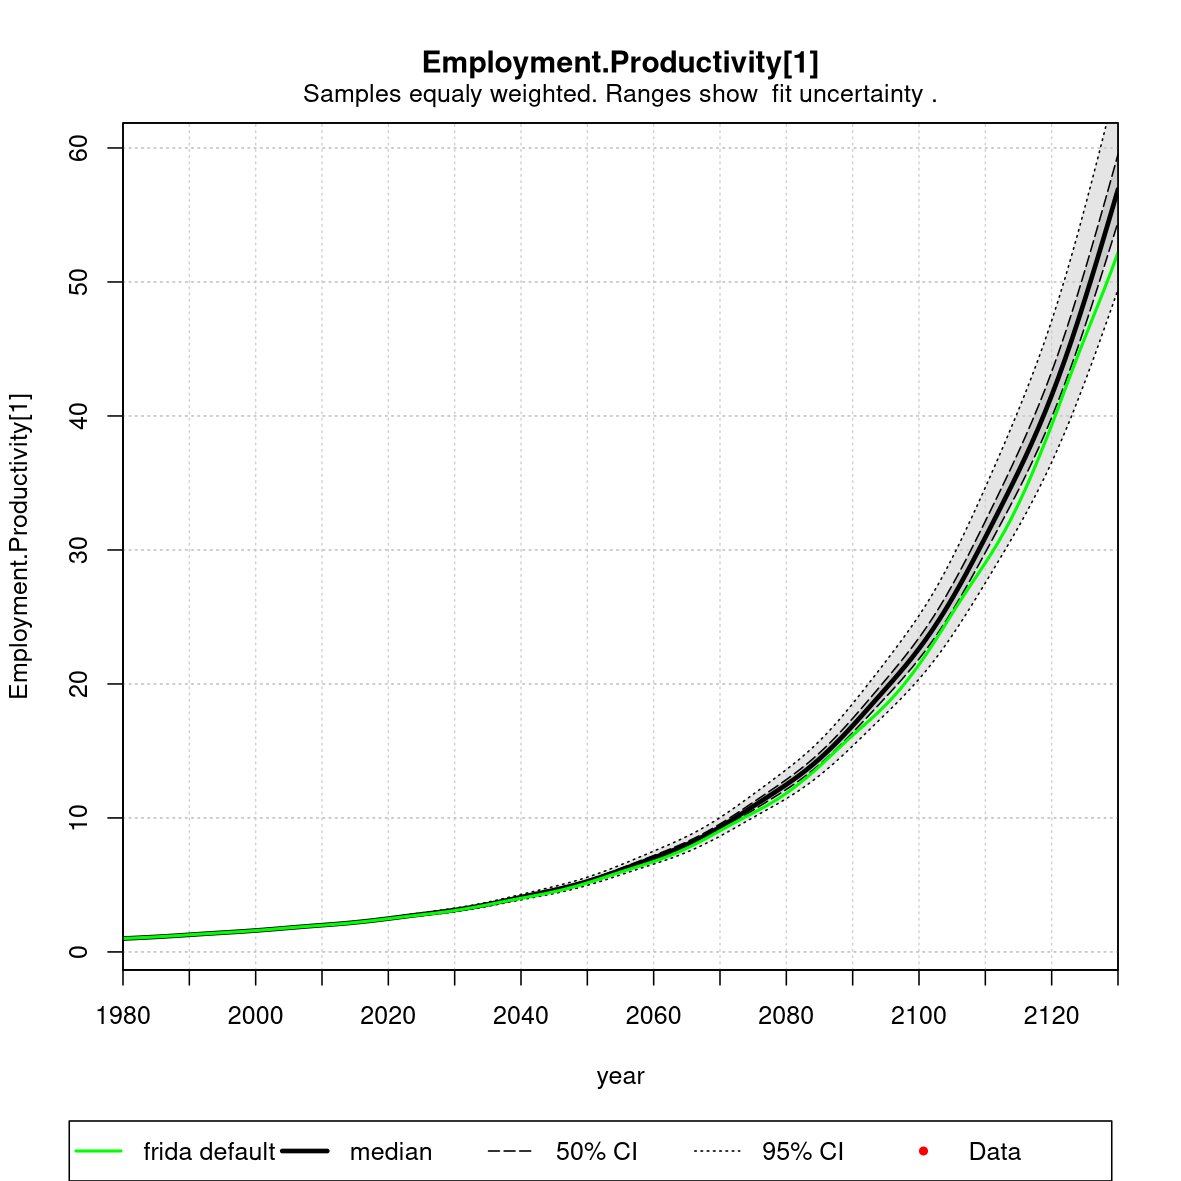 Employment.Productivity[1]
Samples equaly weighted. Ranges show  fit uncertainty .
Employment.Productivity[1]
60
50
40
30
20
10
0
1980 2000 2020 2040 2060 2080 2100 2120
year
frida default median 50% CI 95% CI Data